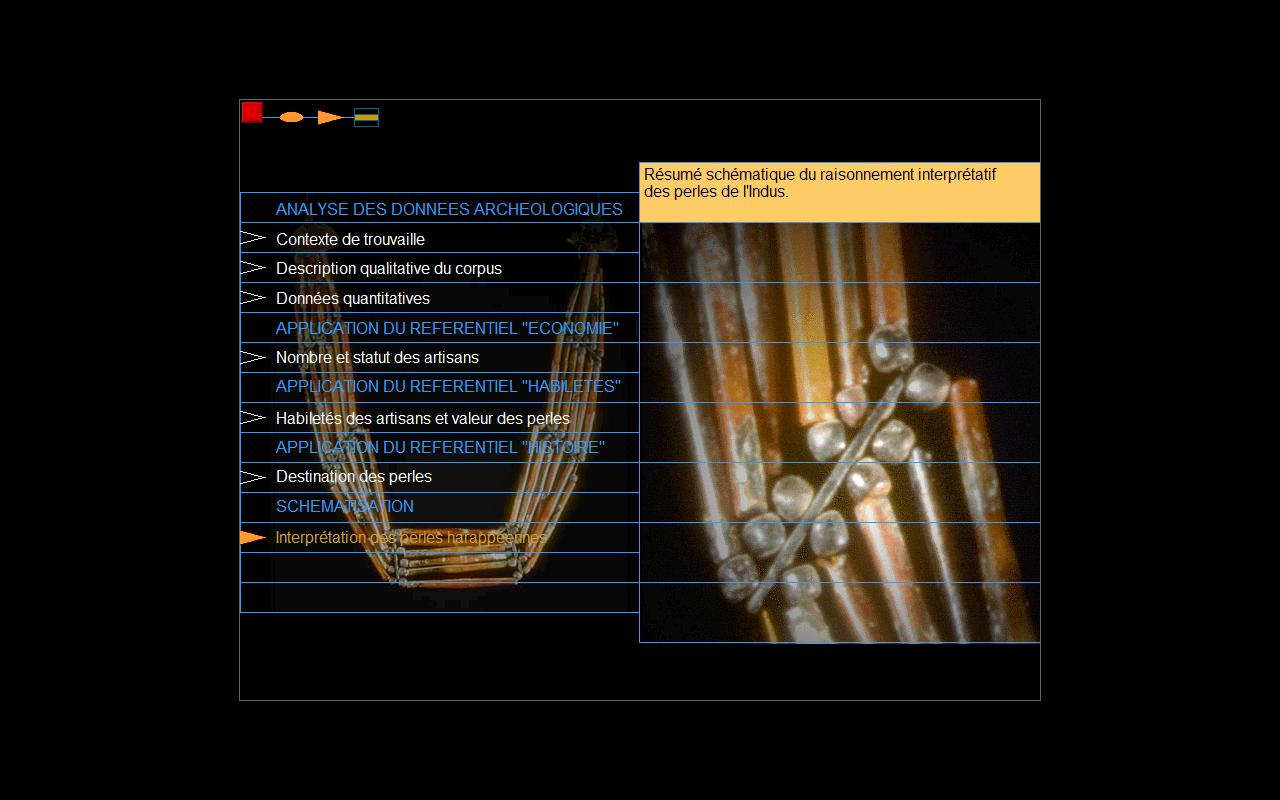 Résumé schématique du raisonnement interprétatif
des perles de l'Indus.
ANALYSE DES DONNEES ARCHEOLOGIQUES
Contexte de trouvaille
Description qualitative du corpus
Données quantitatives
APPLICATION DU REFERENTIEL "ECONOMIE"
Nombre et statut des artisans
APPLICATION DU REFERENTIEL "HABILETES"
Habiletés des artisans et valeur des perles
APPLICATION DU REFERENTIEL "HISTOIRE"
Destination des perles
SCHEMATISATION
Interprétation des perles harappéennes